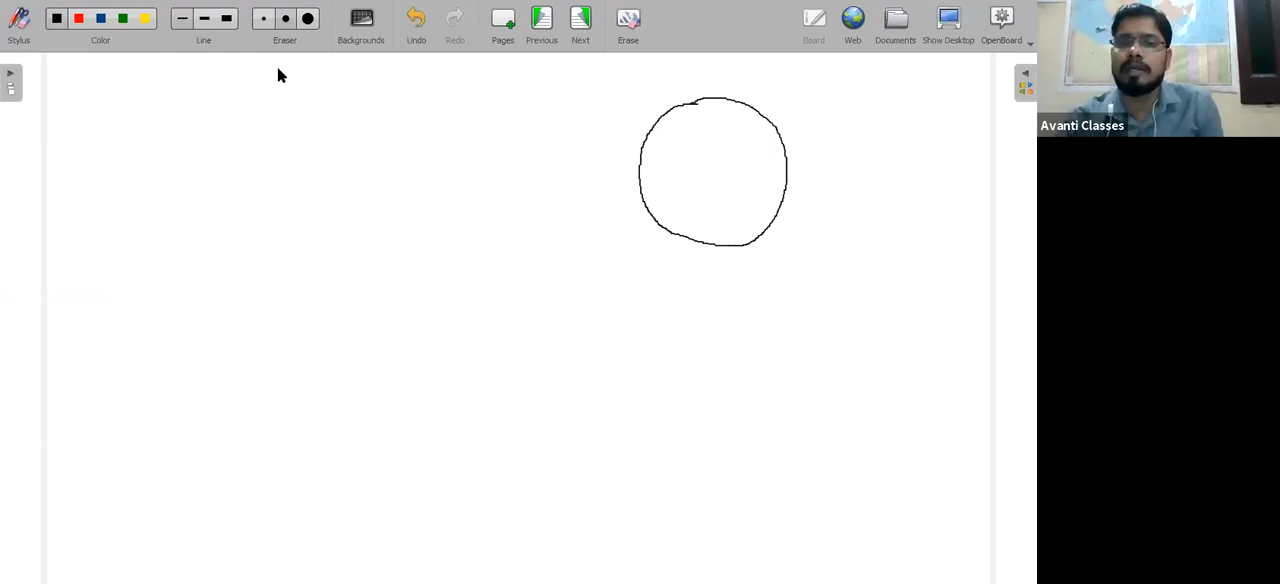 Stylus
Color
Line
Eraser
Backgrounds
Undo
Redo
Pages
Previous
Next
Erase
Board
Web
Documents
Show Desktop
OpenBoard
Avanti Classes